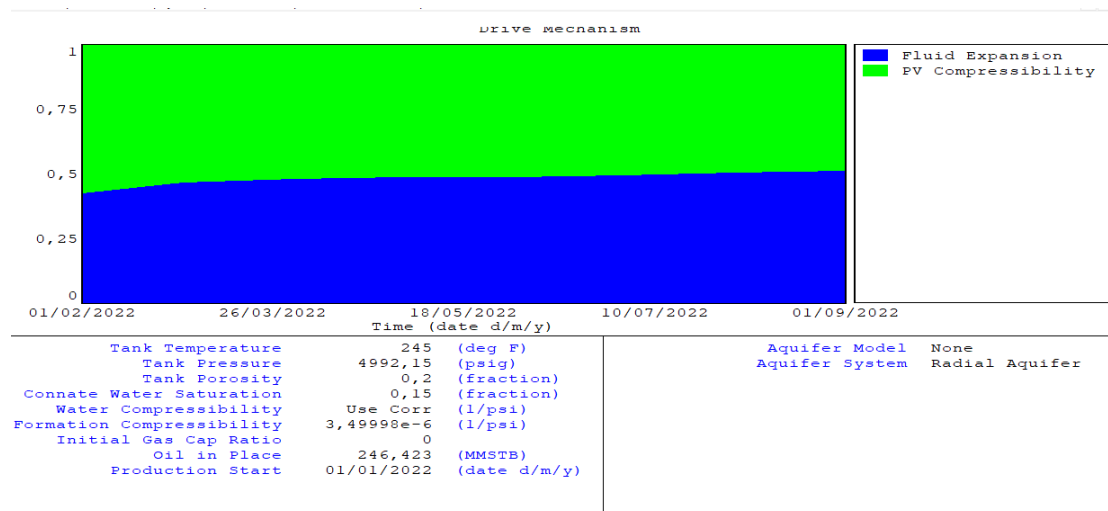 Drive Mechanism
Fluid Expansion
PV Compressibility
1
0,75
0,5
0,25
0
01/02/2022 26/03/2022 18/05/2022 10/07/2022 01/09/2022
Time (date d/m/y)
Tank Temperature 245 (deg F)
Tank Pressure 4992,15 (psig)
Tank Porosity 0,2 (fraction)
Connate Water Saturation 0,15 (fraction)
Water Compressibility Use Corr (1/psi)
Formation Compressibility 3,49998e-6 (1/psi)
Initial Gas Cap Ratio 0
Oil in Place 246,423 (MMSTB)
Production Start 01/01/2022 (date d/m/y)
Aquifer Model None
Aquifer System Radial Aquifer